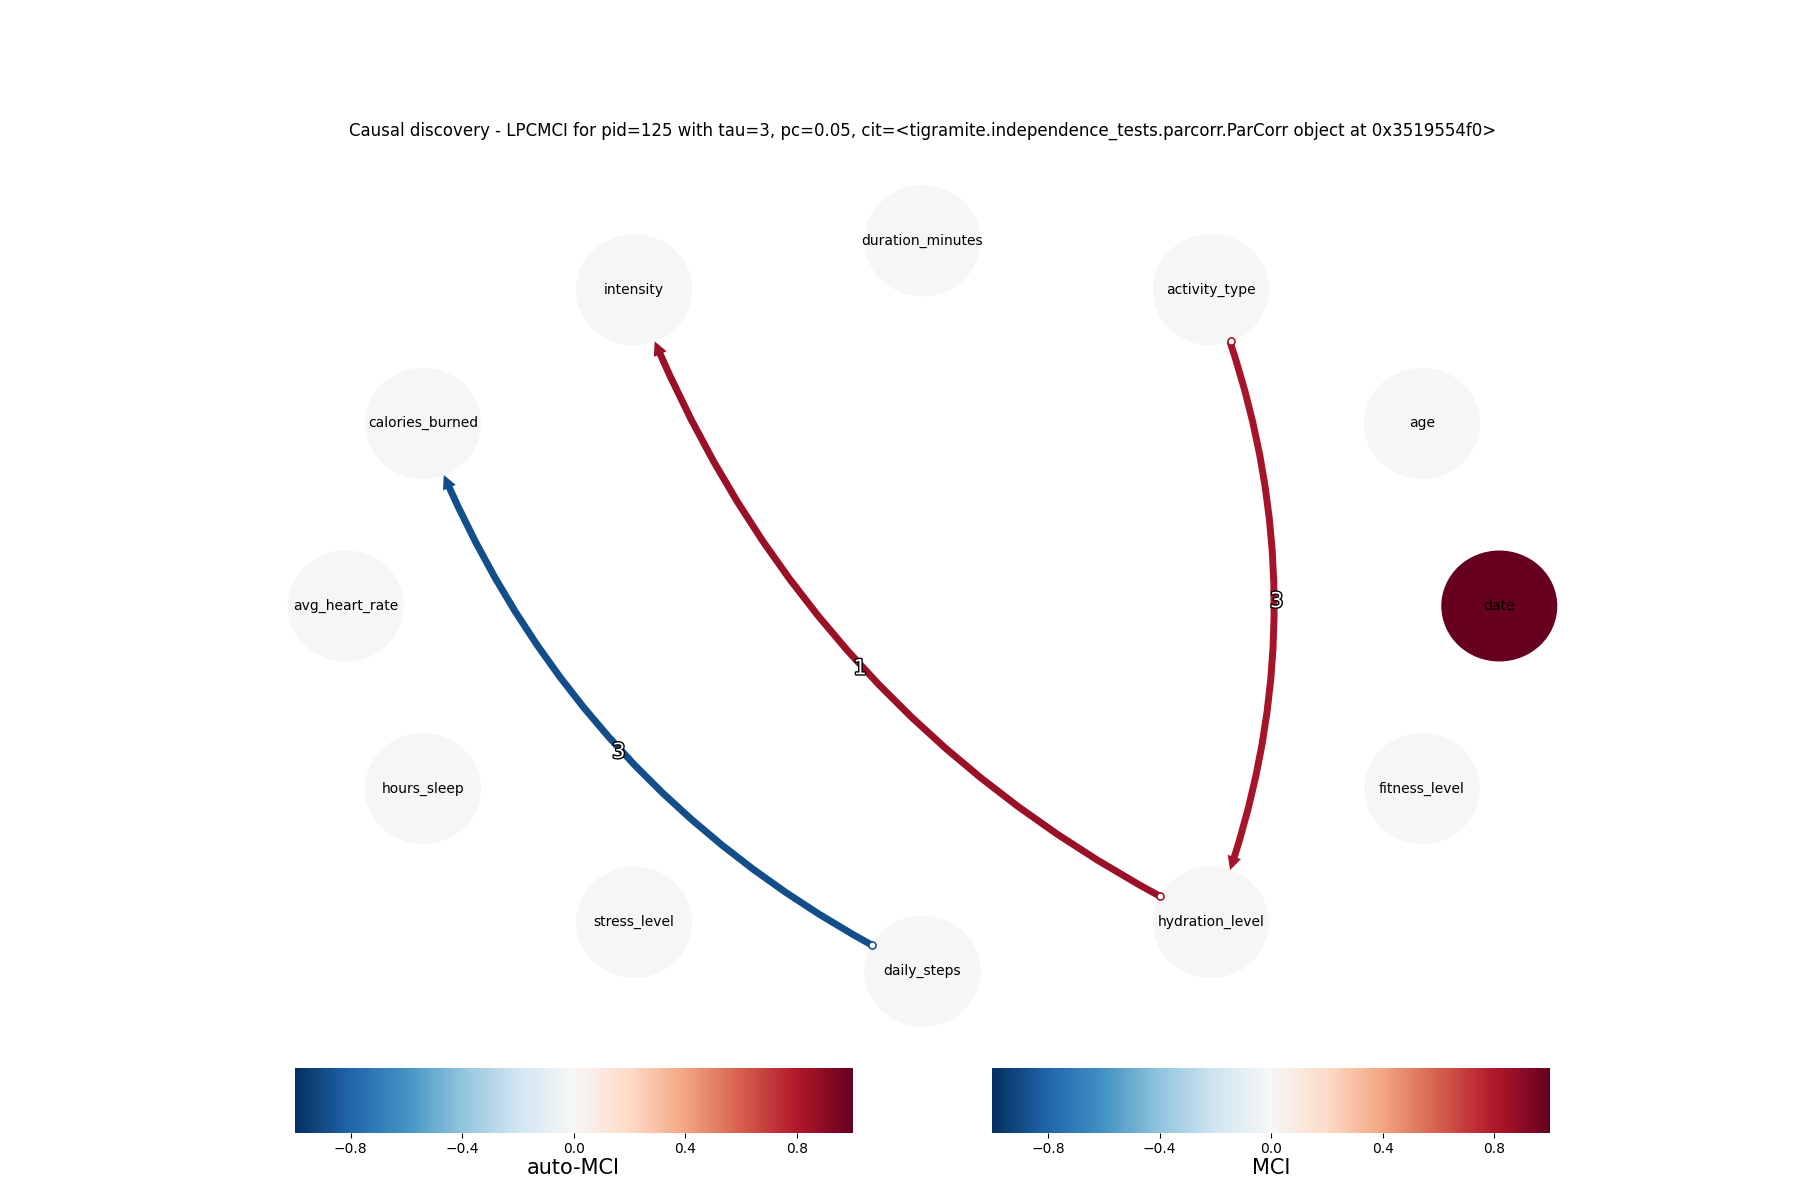 Causal discovery - LPCMCI for pid=125 with tau=3, pc=0.05, cit=<tigramite.independence_tests.parcorr.ParCorr object at 0x3519554f0>
duration_minutes
intensity
activity_type
calories_burned
age
avg_heart_rate
3
date
1
3
hours_sleep
fitness_level
stress_level
hydration_level
daily_steps
−0.8 −0.4 0.0 0.4 0.8
auto-MCI
−0.8 −0.4 0.0 0.4 0.8
MCI